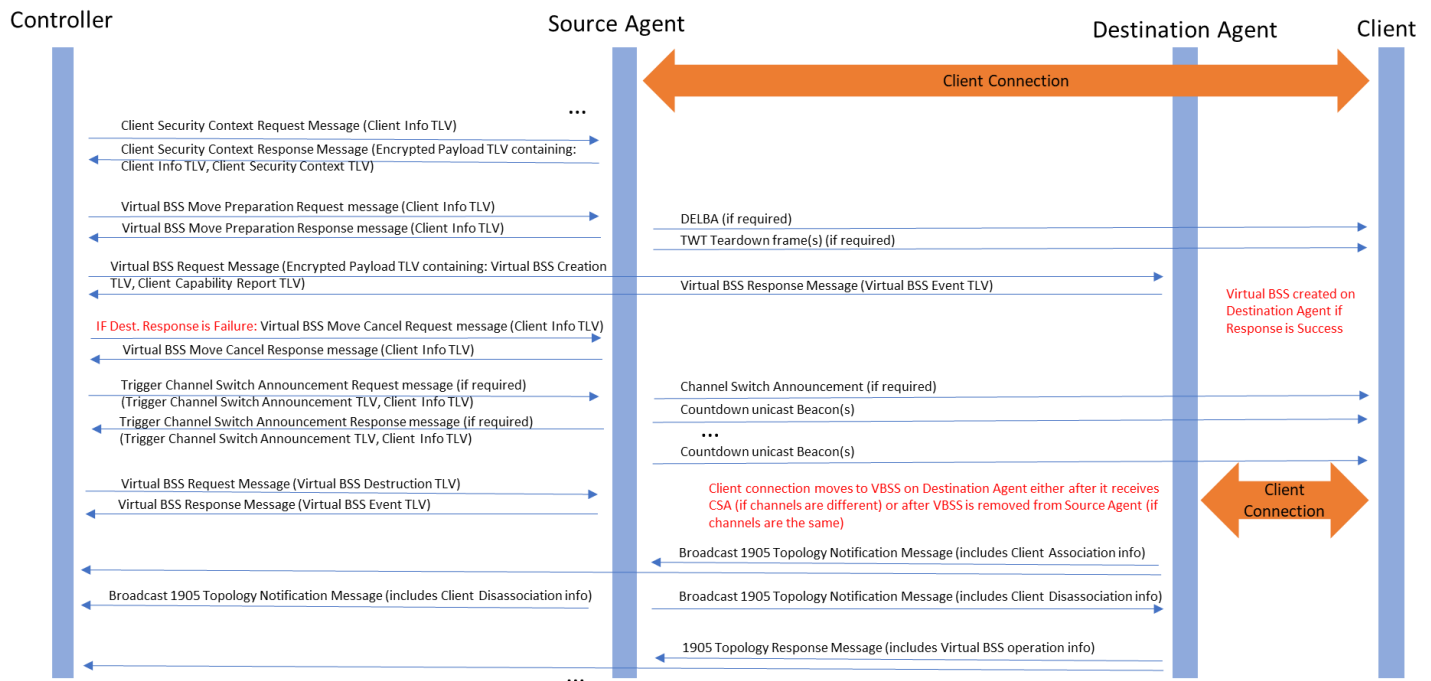 Controller
Source Agent
Destination Agent
Client
Client Connection
...
Client Security Context Request Message (Client Info TLV)
Client Security Context Response Message (Encrypted Payload TLV containing:
Client Info TLV, Client Security Context TLV)
Virtual BSS Move Preparation Request message (Client Info TLV)
Virtual BSS Move Preparation Response message (Client Info TLV)
DELBA (if required)
TWT Teardown frame(s) (if required)
Virtual BSS Request Message (Encrypted Payload TLV containing: Virtual BSS Creation
TLV, Client Capability Report TLV)
Virtual BSS Response Message (Virtual BSS Event TLV)
Virtual BSS created on
Destination Agent if
Response is Success
IF Dest. Response is Failure: Virtual BSS Move Cancel Request message (Client Info TLV)
Virtual BSS Move Cancel Response message (Client Info TLV)
Trigger Channel Switch Announcement Request message (if required)
(Trigger Channel Switch Announcement TLV, Client Info TLV)
Trigger Channel Switch Announcement Response message (if required)
(Trigger Channel Switch Announcement TLV, Client Info TLV)
Channel Switch Announcement (if required)
Countdown unicast Beacon(s)
...
Countdown unicast Beacon(s)
Virtual BSS Request Message (Virtual BSS Destruction TLV)
Virtual BSS Response Message (Virtual BSS Event TLV)
Client connection moves to VBSS on Destination Agent either after it receives
CSA (if channels are different) or after VBSS is removed from Source Agent (if
channels are the same)
Client
Connection
Broadcast 1905 Topology Notification Message (includes Client Association info)
Broadcast 1905 Topology Notification Message (includes Client Disassociation info)
Broadcast 1905 Topology Notification Message (includes Client Disassociation info)
1905 Topology Response Message (includes Virtual BSS operation info)
...